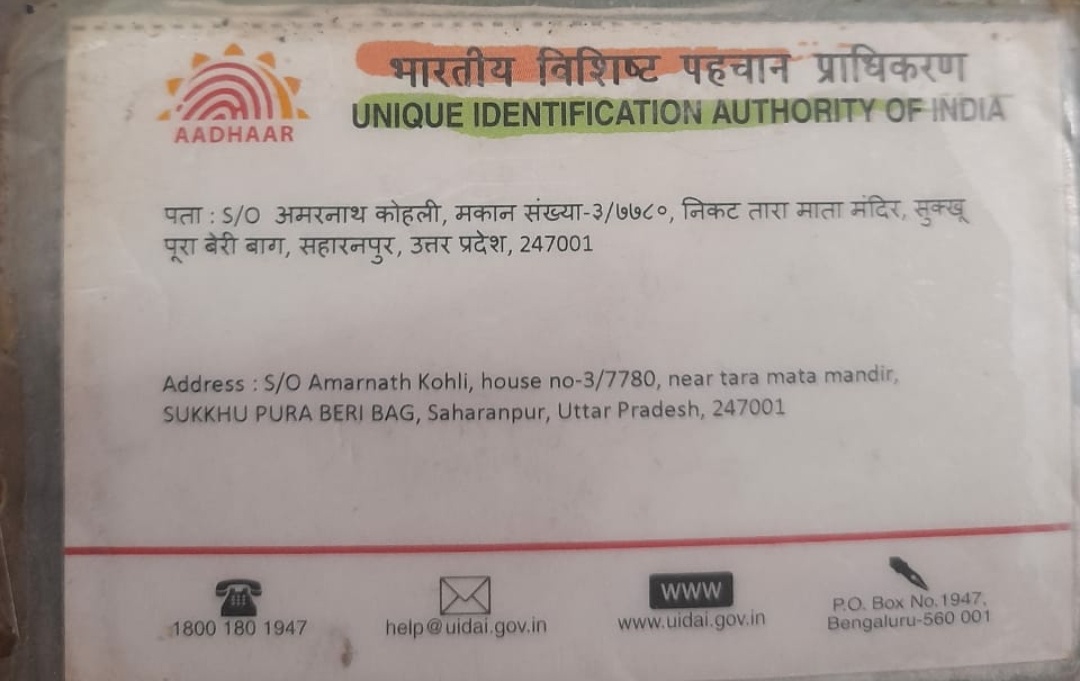 भारतीय विशिष्ट पहचान प्राधिकरण
AADHAAR
UNIQUE IDENTIFICATION AUTHORITY OF INDIA
पता : S/O अमरनाथ कोहली, मकान संख्या-३/७७८०, निकट तारा माता मंदिर, सुक्खू
पूरा बेरी बाग, सहारनपुर, उत्तर प्रदेश, 247001
Address : S/O Amarnath Kohli, house no-3/7780, near tara mata mandir,
SUKKHU PURA BERI BAG, Saharanpur, Uttar Pradesh, 247001
1800 180 1947
help@uidai.gov.in
WWW
www.uidai.gov.in
P.O. Box No.1947,
Bengaluru-560 001